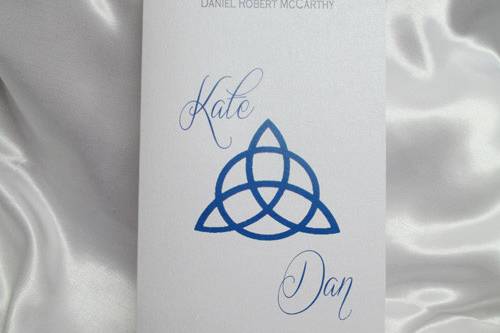 Daniel Robert McCarthy
Kate
Dan